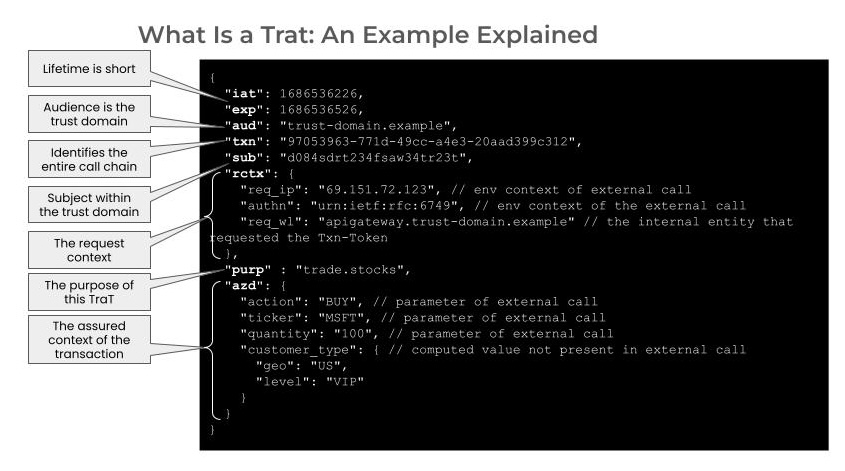 What Is a Trat: An Example Explained
Lifetime is short
Audience is the
trust domain
Identifies the
entire call chain
Subject within
the trust domain
The request
context
The purpose of
this TraT
The assured
context of the
transaction
{
"iat": 1686536226,
"exp": 1686536526,
"aud": "trust-domain.example",
"txn": "97053963-771d-49cc-a4e3-20aad399c312",
"sub": "d084sdrt234fsaw34tr23t",
"rctx": {
"req_ip": "69.151.72.123", // env context of external call
"authn": "urn:ietf:rfc:6749", // env context of the external call
"req_wl": "apigateway.trust-domain.example" // the internal entity that
requested the Txn-Token
},
"purp" : "trade.stocks",
"azd": {
"action": "BUY", // parameter of external call
"ticker": "MSFT", // parameter of external call
"quantity": "100", // parameter of external call
"customer_type": { // computed value not present in external call
"geo": "US",
"level": "VIP"
}
}
}